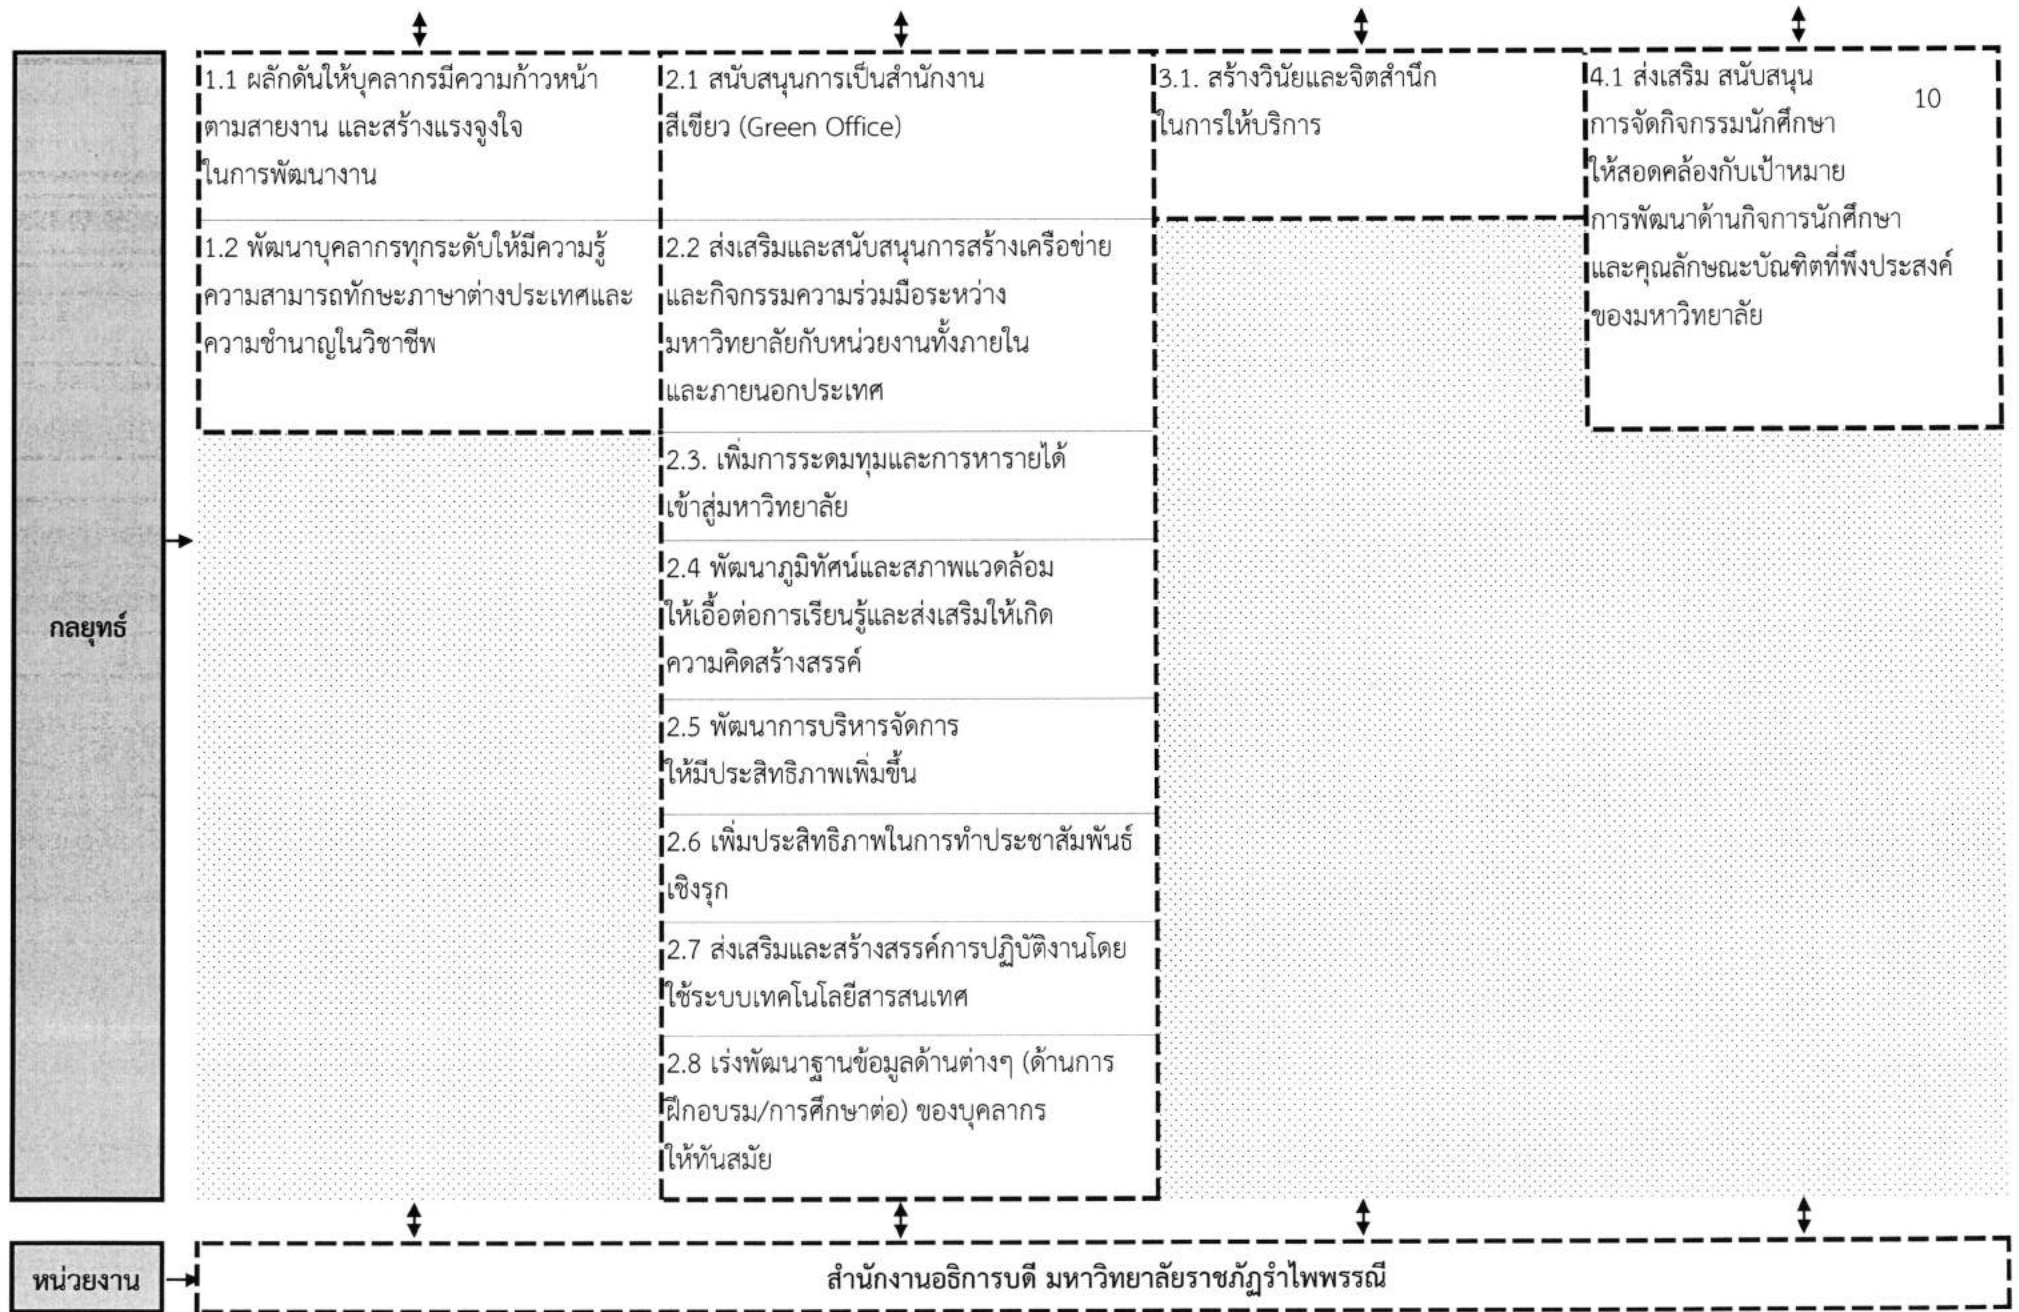 1.1 ผลักดันให้บุคลากรมีความก้าวหน้า
ตามสายงาน และสร้างแรงจูงใจ
ในการพัฒนางาน
1.2 พัฒนาบุคลากรทุกระดับให้มีความรู้
ความสามารถทักษะภาษาต่างประเทศและ
ความชำนาญในวิชาชีพ
2.1 สนับสนุนการเป็นสำนักงาน
สีเขียว (Green Office)
2.2 ส่งเสริมและสนับสนุนการสร้างเครือข่าย
และกิจกรรมความร่วมมือระหว่าง
มหาวิทยาลัยกับหน่วยงานทั้งภายใน
และภายนอกประเทศ
2.3. เพิ่มการระดมทุมและการหารายได้
เข้าสู่มหาวิทยาลัย
2.4 พัฒนาภูมิทัศน์และสภาพแวดล้อม
ให้เอื้อต่อการเรียนรู้และส่งเสริมให้เกิด
ความคิดสร้างสรรค์
2.5 พัฒนาการบริหารจัดการ
ให้มีประสิทธิภาพเพิ่มขึ้น
2.6 เพิ่มประสิทธิภาพในการทำประชาสัมพันธ์
เชิงรุก
2.7 ส่งเสริมและสร้างสรรค์การปฏิบัติงานโดย
ใช้ระบบเทคโนโลยีสารสนเทศ
2.8 เร่งพัฒนาฐานข้อมูลด้านต่างๆ (ด้านการ
ฝึกอบรม/การศึกษาต่อ) ของบุคลากร
ให้ทันสมัย
3.1. สร้างวินัยและจิตสำนึก
ในการให้บริการ
4.1 ส่งเสริม สนับสนุน
การจัดกิจกรรมนักศึกษา
ให้สอดคล้องกับเป้าหมาย
การพัฒนาด้านกิจการนักศึกษา
และคุณลักษณะบัณฑิตที่พึงประสงค์
ของมหาวิทยาลัย
10
กลยุทธ์
หน่วยงาน
สำนักงานอธิการบดี มหาวิทยาลัยราชภัฏรำไพพรรณี